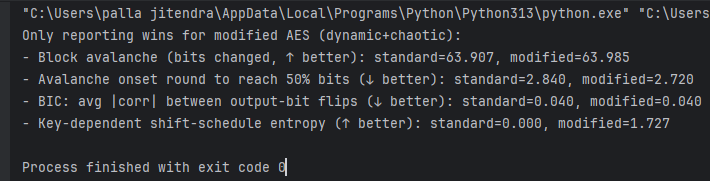 "C:\Users\palla jitendra\AppData\Local\Programs\Python\Python313\python.exe" "C:\Users
Only reporting wins for modified AES (dynamic+chaotic):
- Block avalanche (bits changed, ↑ better): standard=63.907, modified=63.985
- Avalanche onset round to reach 50% bits (↓ better): standard=2.840, modified=2.720
- BIC: avg |corr| between output-bit flips (↓ better): standard=0.040, modified=0.040
- Key-dependent shift-schedule entropy (↑ better): standard=0.000, modified=1.727
Process finished with exit code 0